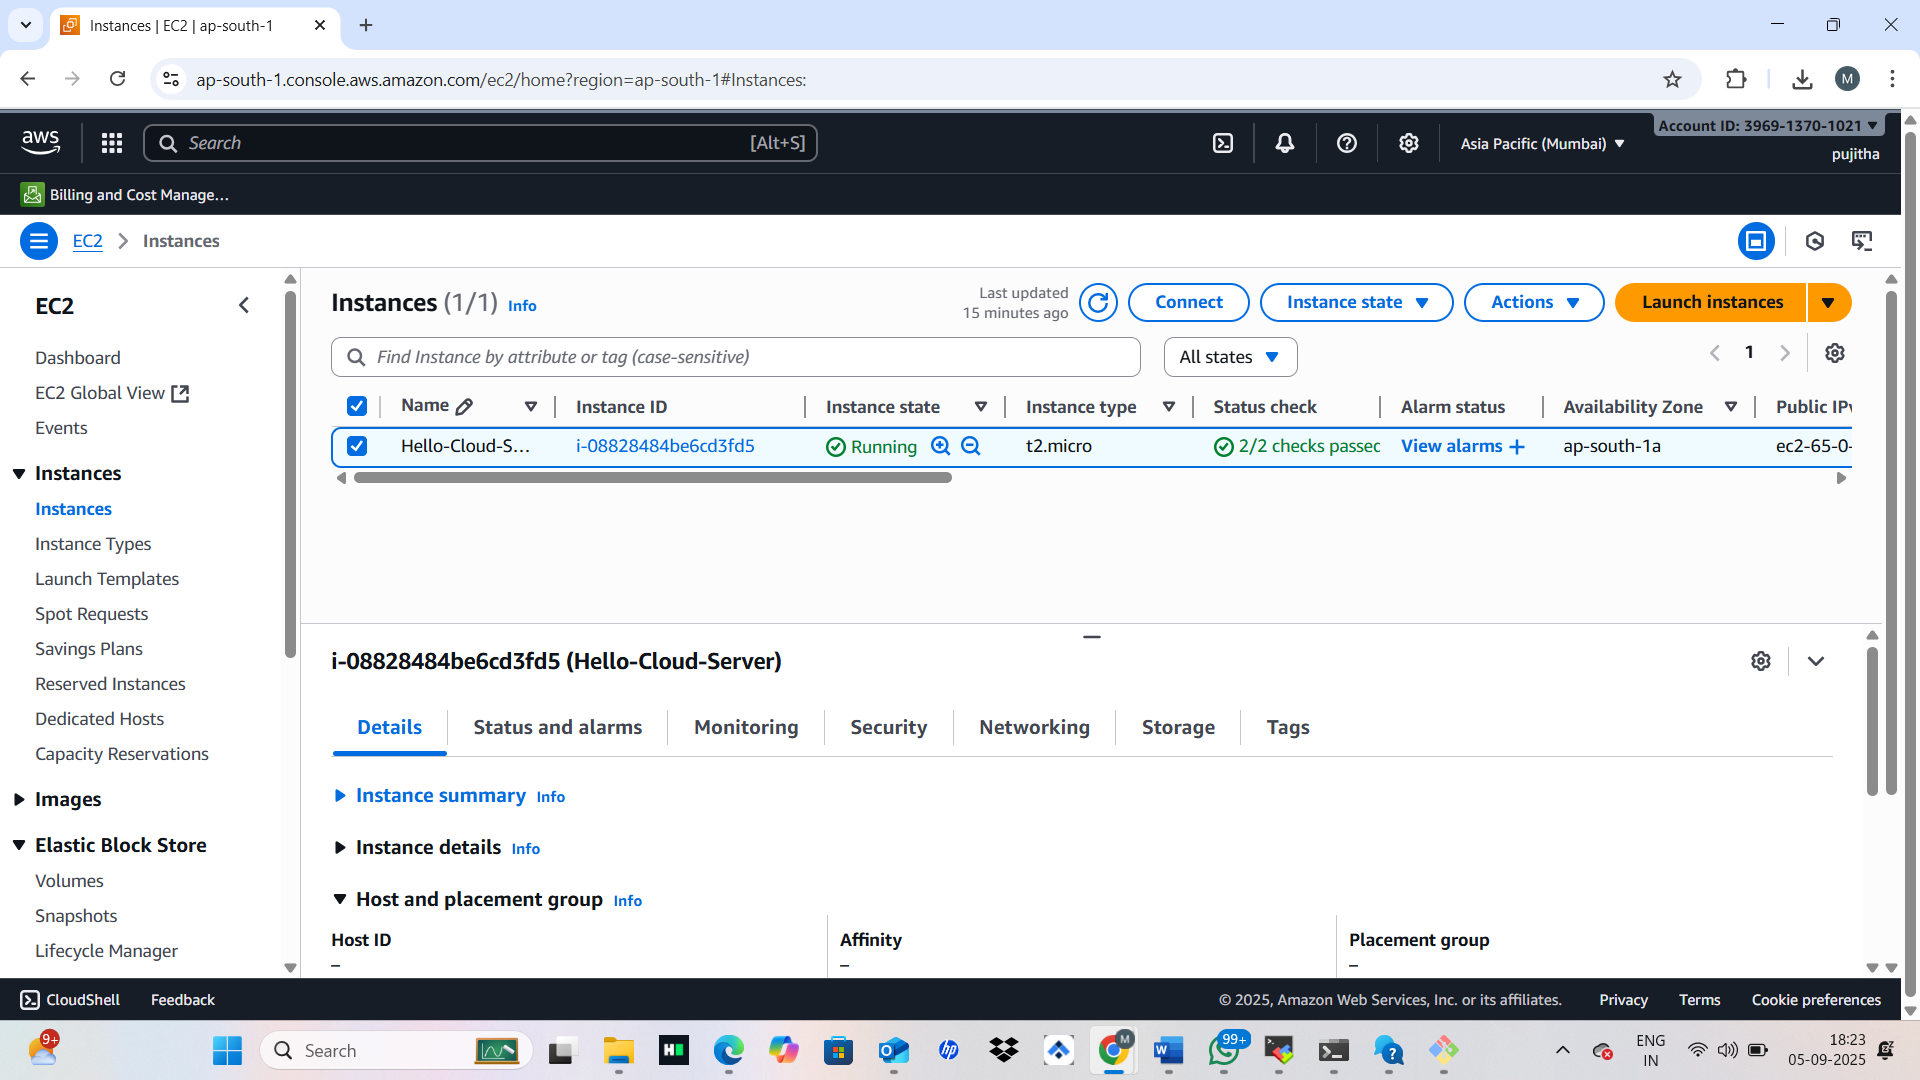 Instances | EC2 | ap-south-1
ap-south-1.console.aws.amazon.com/ec2/home?region=ap-south-1#Instances:
M
aws
Search
[Alt+S]
Asia Pacific (Mumbai)
Account ID: 3969-1370-1021
pujitha
Billing and Cost Manage...
EC2
Instances
EC2
Dashboard
EC2 Global View
Events
Instances
Instances
Instance Types
Launch Templates
Spot Requests
Savings Plans
Reserved Instances
Dedicated Hosts
Capacity Reservations
Images
Elastic Block Store
Volumes
Snapshots
Lifecycle Manager
Instances (1/1) Info
Last updated
15 minutes ago
Connect
Instance state
Actions
Launch instances
Find Instance by attribute or tag (case-sensitive)
All states
1
Name Instance ID Instance state Instance type Status check Alarm status Availability Zone Public IPv
Hello-Cloud-S... i-08828484be6cd3fd5 Running t2.micro 2/2 checks passed View alarms + ap-south-1a ec2-65-0-
i-08828484be6cd3fd5 (Hello-Cloud-Server)
Details Status and alarms Monitoring Security Networking Storage Tags
Instance summary Info
Instance details Info
Host and placement group Info
Host ID Affinity Placement group
– – –
CloudShell Feedback © 2025, Amazon Web Services, Inc. or its affiliates. Privacy Terms Cookie preferences
9+
Search
hp
M
W
99+
ENG
IN
18:23
05-09-2025